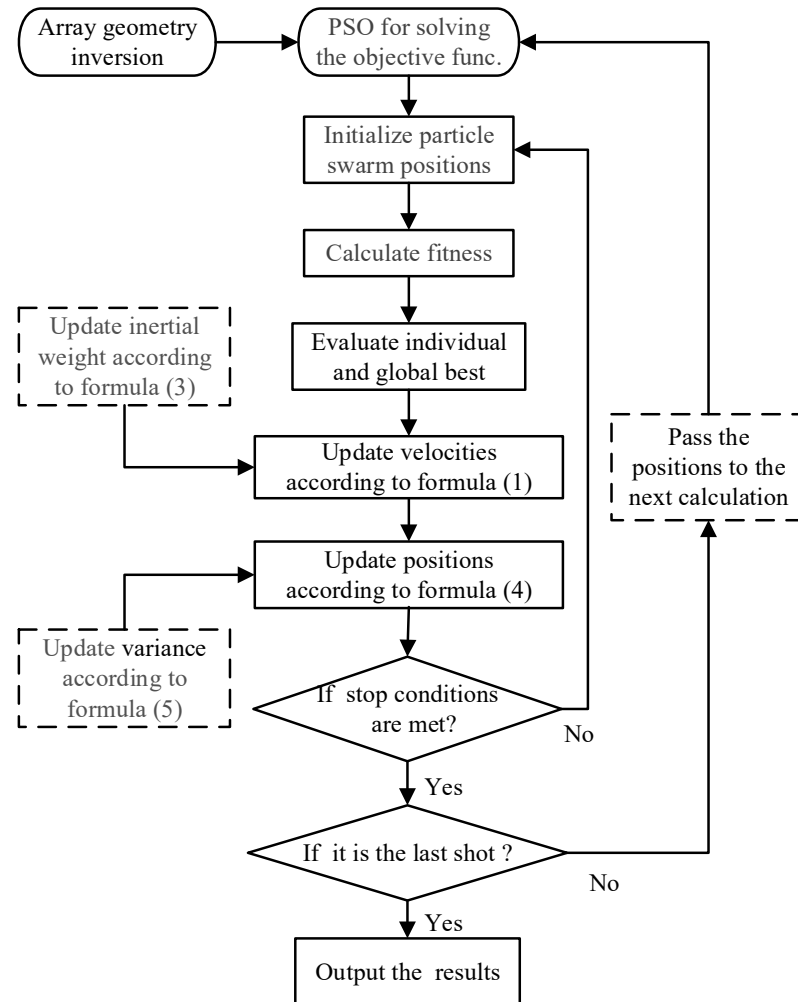 Array geometry
inversion
PSO for solving
the objective func.
Initialize particle
swarm positions
Calculate fitness
Evaluate individual
and global best
Update inertial
weight according
to formula (3)
Update velocities
according to formula (1)
Pass the
positions to the
next calculation
Update positions
according to formula (4)
Update variance
according to
formula (5)
If stop conditions
are met?
No
Yes
If it is the last shot ?
No
Yes
Output the results